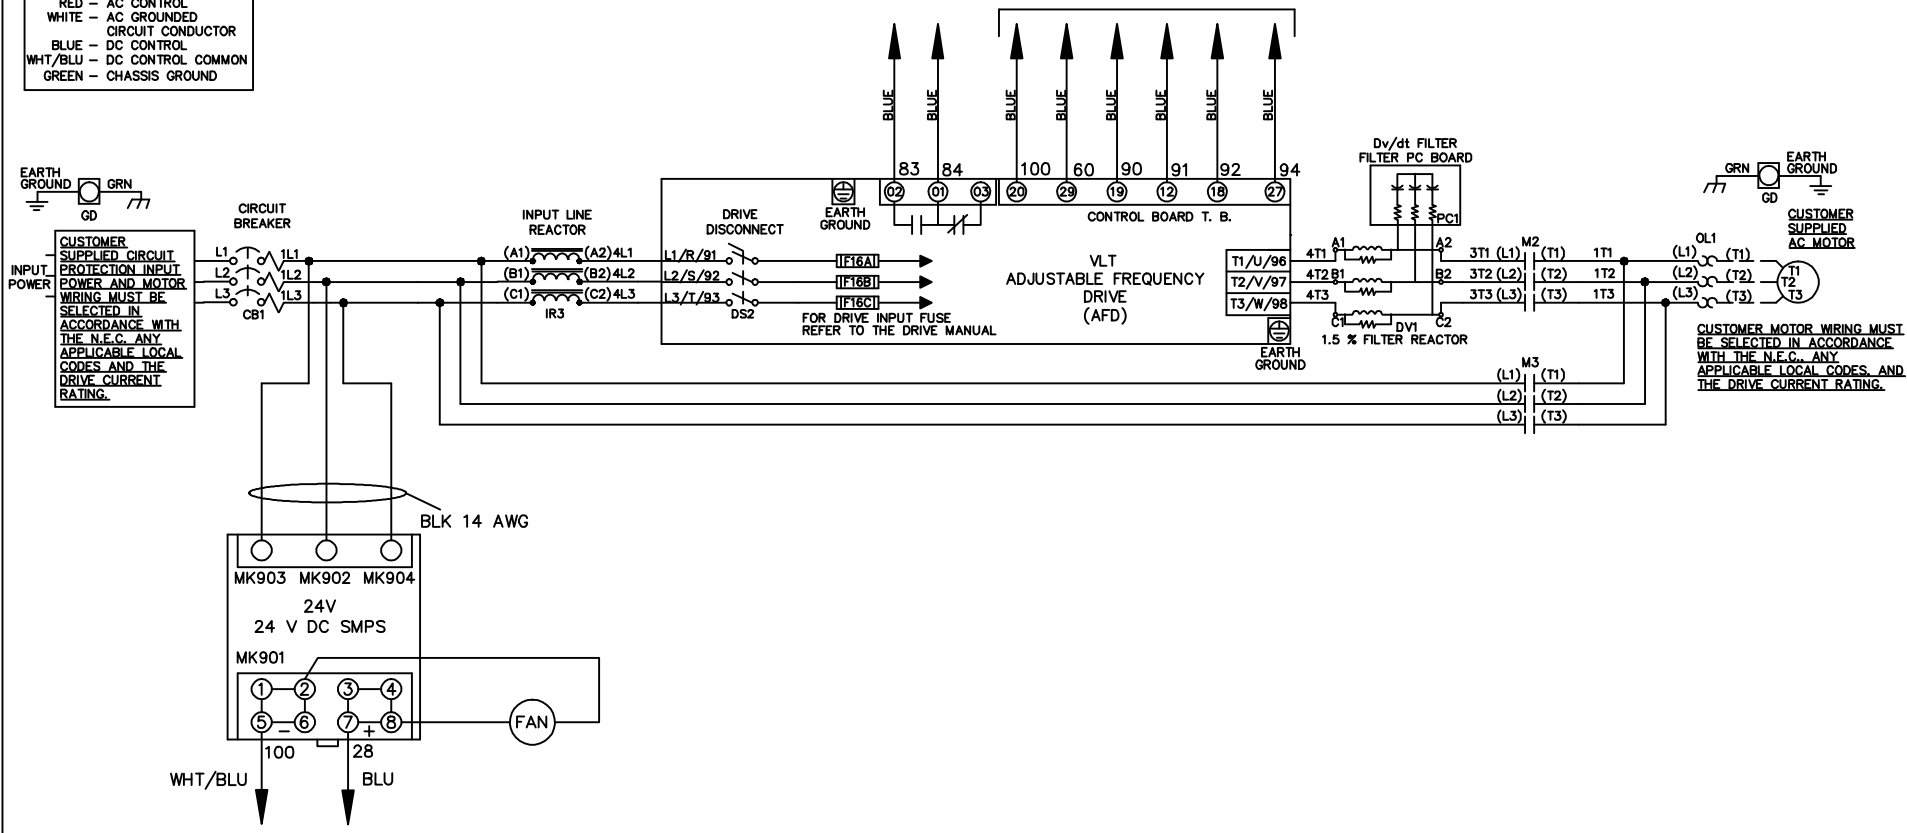 RED – AC CONTROL
WHITE – AC GROUNDED
CIRCUIT CONDUCTOR
BLUE – DC CONTROL
WHT/BLU – DC CONTROL COMMON
GREEN – CHASSIS GROUND
BLUE
BLUE
BLUE
BLUE
BLUE
BLUE
BLUE
BLUE
83
84
100
60
90
91
92
94
02
01
03
20
29
19
12
18
27
EARTH
GROUND
CONTROL BOARD T. B.
EARTH
GROUND
GRN
GD
CIRCUIT
BREAKER
INPUT
POWER
CUSTOMER
SUPPLIED CIRCUIT
PROTECTION INPUT
POWER AND MOTOR
WIRING MUST BE
SELECTED IN
ACCORDANCE WITH
THE N.E.C. ANY
APPLICABLE LOCAL
CODES AND THE
DRIVE CURRENT
RATING.
L1
L2
L3
1L1
1L2
1L3
CB1
INPUT LINE
REACTOR
(A1)
(A2)4L1
(B1)
(B2)4L2
(C1)
(C2)4L3
IR3
DRIVE
DISCONNECT
L1/R/91
L2/S/92
L3/T/93
DS2
F16A
F16B
F16C
FOR DRIVE INPUT FUSE
REFER TO THE DRIVE MANUAL
VLT
ADJUSTABLE FREQUENCY
DRIVE
(AFD)
T1/U/96
T2/V/97
T3/W/98
EARTH
GROUND
4T1
4T2
4T3
Dv/dt FILTER
FILTER PC BOARD
PC1
A1
A2
B1
B2
C1
C2
DV1
1.5 % FILTER REACTOR
M2
3T1 (L1) (T1)
3T2 (L2) (T2)
3T3 (L3) (T3)
1T1
1T2
1T3
M3
(L1) (T1)
(L2) (T2)
(L3) (T3)
OL1
(L1) (T1)
(L2) (T2)
(L3) (T3)
GRN
GD
EARTH
GROUND
CUSTOMER
SUPPLIED
AC MOTOR
T1
T2
T3
CUSTOMER MOTOR WIRING MUST
BE SELECTED IN ACCORDANCE
WITH THE N.E.C., ANY
APPLICABLE LOCAL CODES, AND
THE DRIVE CURRENT RATING.
BLK 14 AWG
MK903 MK902 MK904
24V
24 V DC SMPS
MK901
1 2 3 4
5 6 7 8
– +
FAN
100
28
WHT/BLU
BLU